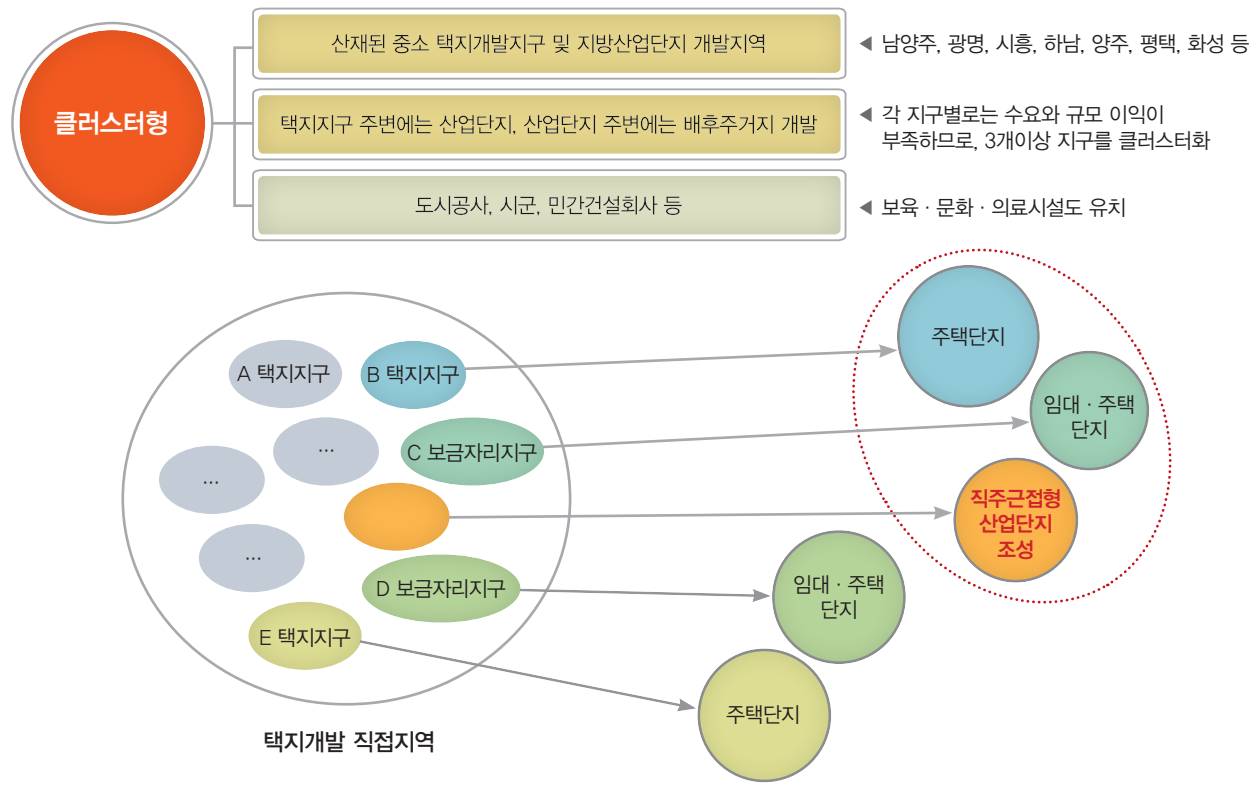 클러스터형
산재된 중소 택지개발지구 및 지방산업단지 개발지역
◀ 남양주, 광명, 시흥, 하남, 양주, 평택, 화성 등
택지지구 주변에는 산업단지, 산업단지 주변에는 배후주거지 개발
◀ 각 지구별로는 수요와 규모 이익이
부족하므로, 3개이상 지구를 클러스터화
도시공사, 시군, 민간건설회사 등
◀ 보육 · 문화 · 의료시설도 유치
A 택지지구
B 택지지구
주택단지
...
C 보금자리지구
임대 · 주택
단지
...
직주근접형
산업단지
조성
...
D 보금자리지구
임대 · 주택
단지
E 택지지구
주택단지
택지개발 직접지역